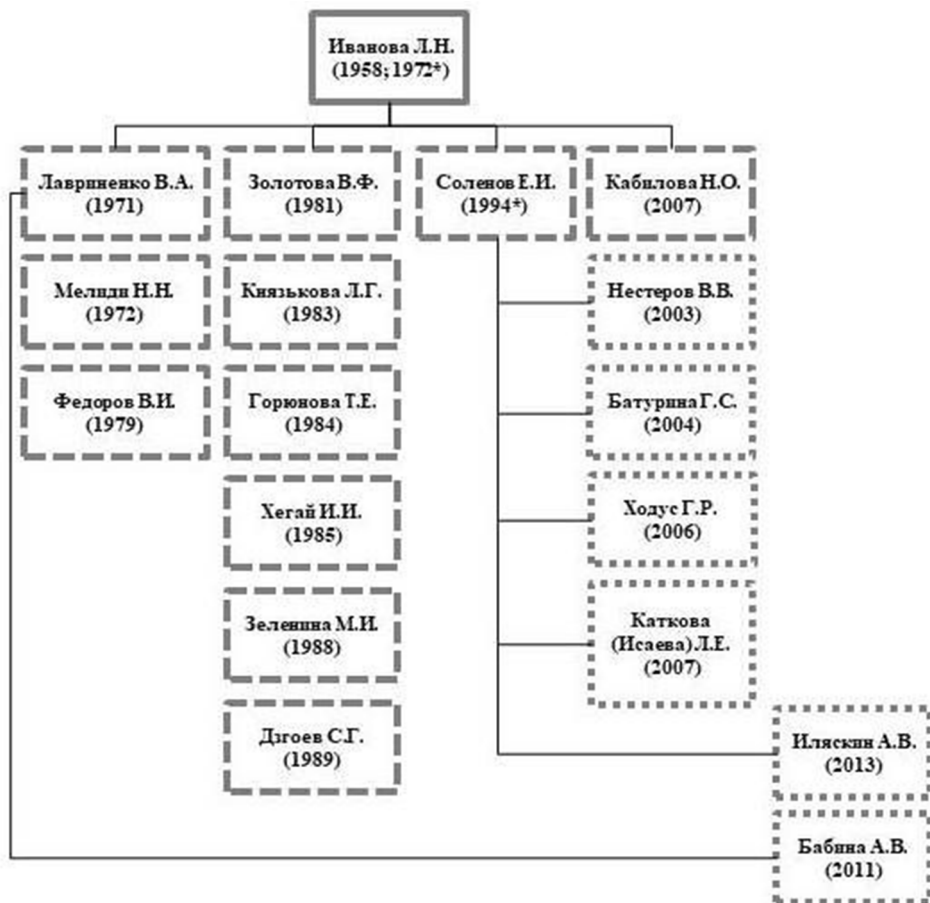 Иванова Л.Н.
(1958; 1972*)
Лавриненко В.А.
(1971)
Золотова В.Ф.
(1981)
Соленов Е.И.
(1994*)
Кабилова Н.О.
(2007)
Мелиди Н.Н.
(1972)
Князькова Л.Г.
(1983)
Нестеров В.В.
(2003)
Федоров В.И.
(1979)
Горюнова Т.Е.
(1984)
Батурина Г.С.
(2004)
Хегай И.И.
(1985)
Ходус Г.Р.
(2006)
Зеленина М.И.
(1988)
Каткова
(Исаева) Л.Е.
(2007)
Дзгоев С.Г.
(1989)
Иляскин А.В.
(2013)
Бабина А.В.
(2011)